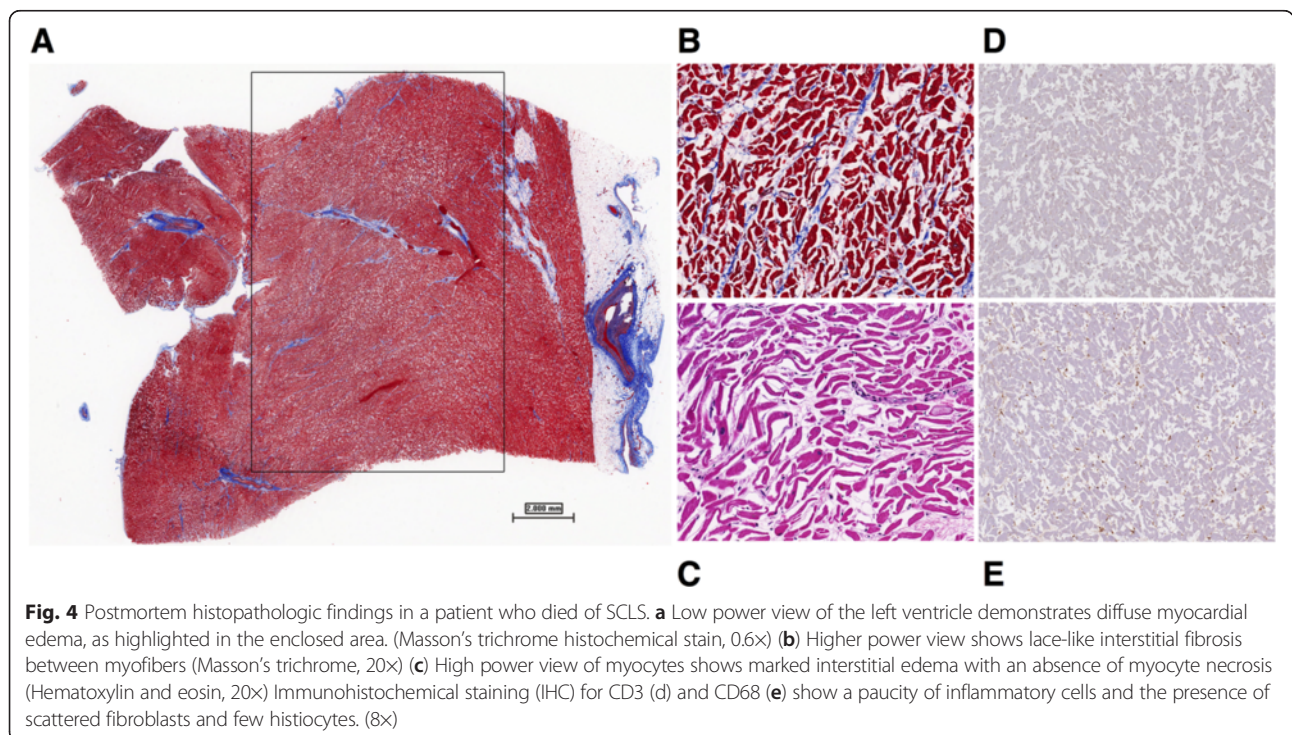 A
B
D
2.000 mm
C
E
Fig. 4 Postmortem histopathologic findings in a patient who died of SCLS. a Low power view of the left ventricle demonstrates diffuse myocardial
edema, as highlighted in the enclosed area. (Masson's trichrome histochemical stain, 0.6×) (b) Higher power view shows lace-like interstitial fibrosis
between myofibers (Masson's trichrome, 20×) (c) High power view of myocytes shows marked interstitial edema with an absence of myocyte necrosis
(Hematoxylin and eosin, 20×) Immunohistochemical staining (IHC) for CD3 (d) and CD68 (e) show a paucity of inflammatory cells and the presence of
scattered fibroblasts and few histiocytes. (8×)